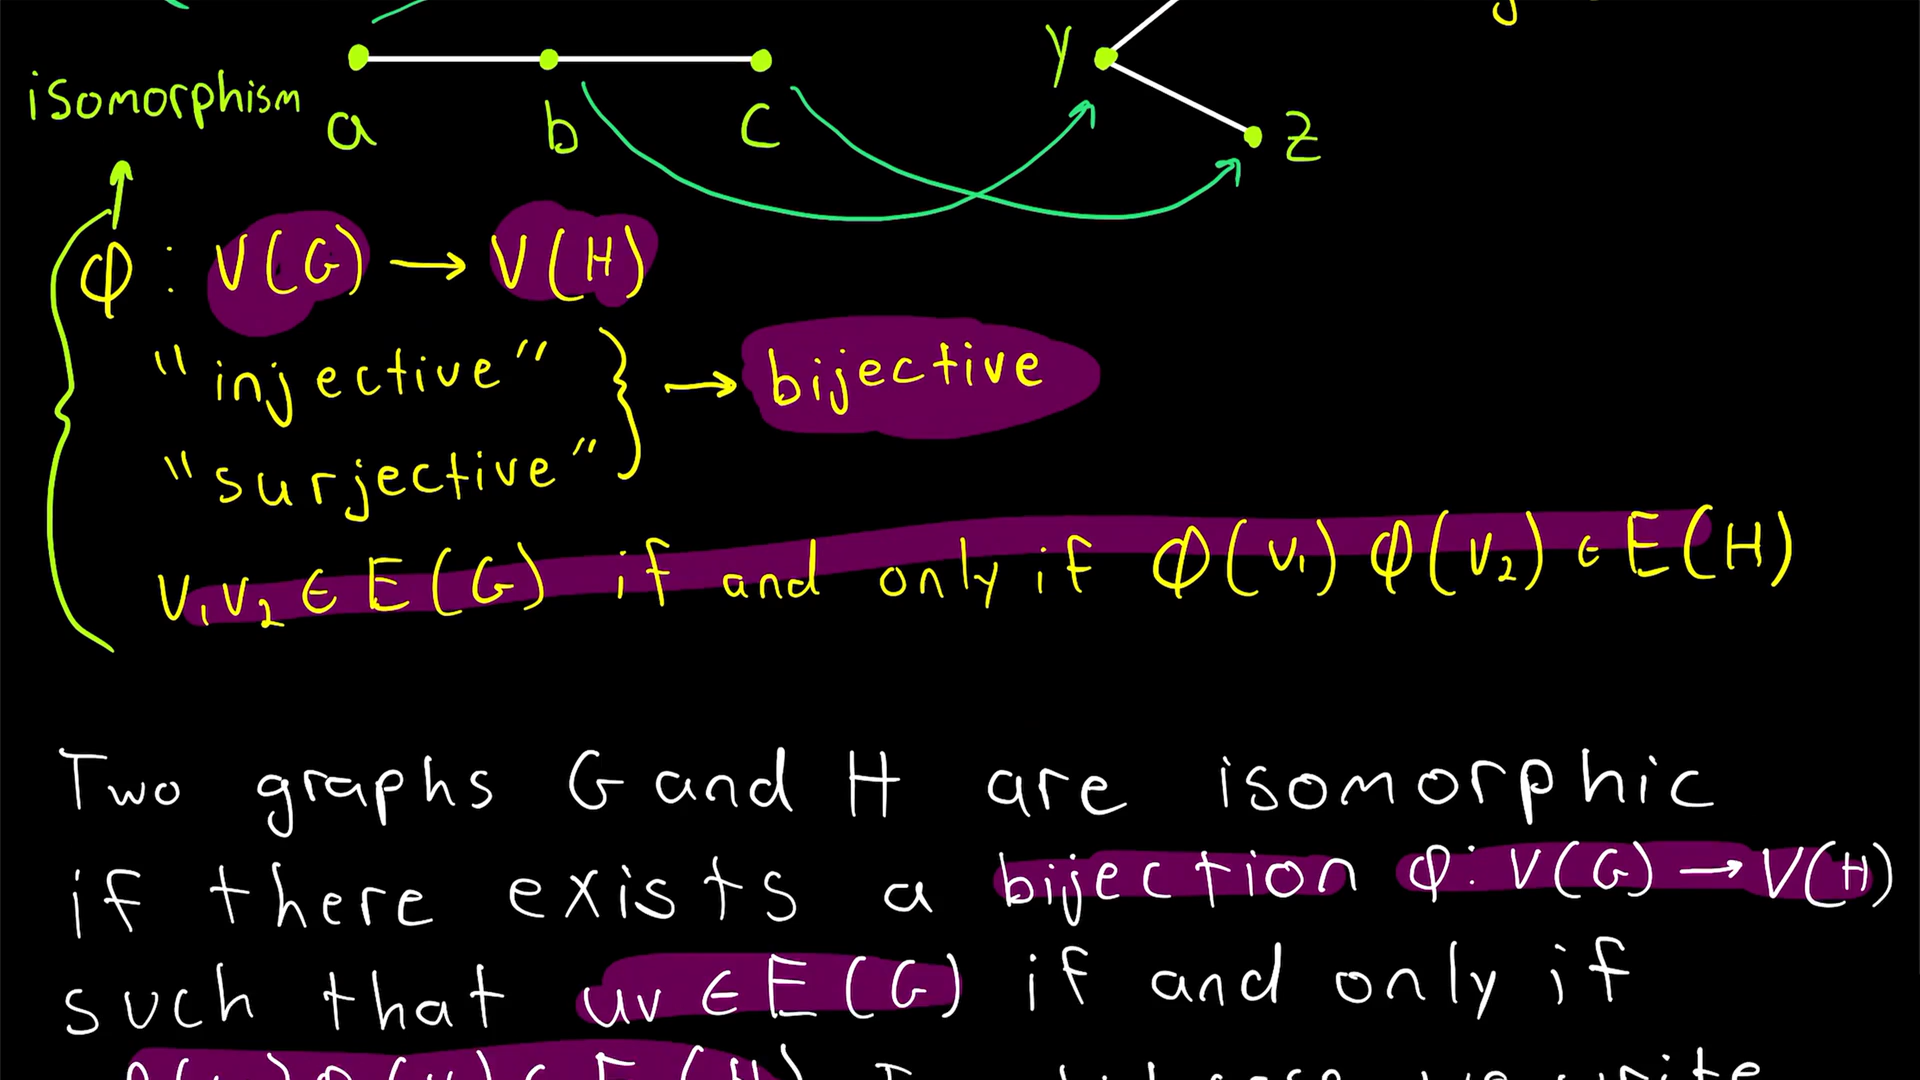 y
z
isomorphism
a b c
φ : V(G) → V(H)
"injective"
} → bijective
"surjective"
v₁v₂ ∈ E(G) if and only if φ(v₁) φ(v₂) ∈ E(H)
Two graphs G and H are isomorphic
if there exists a bijection φ: V(G) → V(H)
such that uv ∈ E(G) if and only if